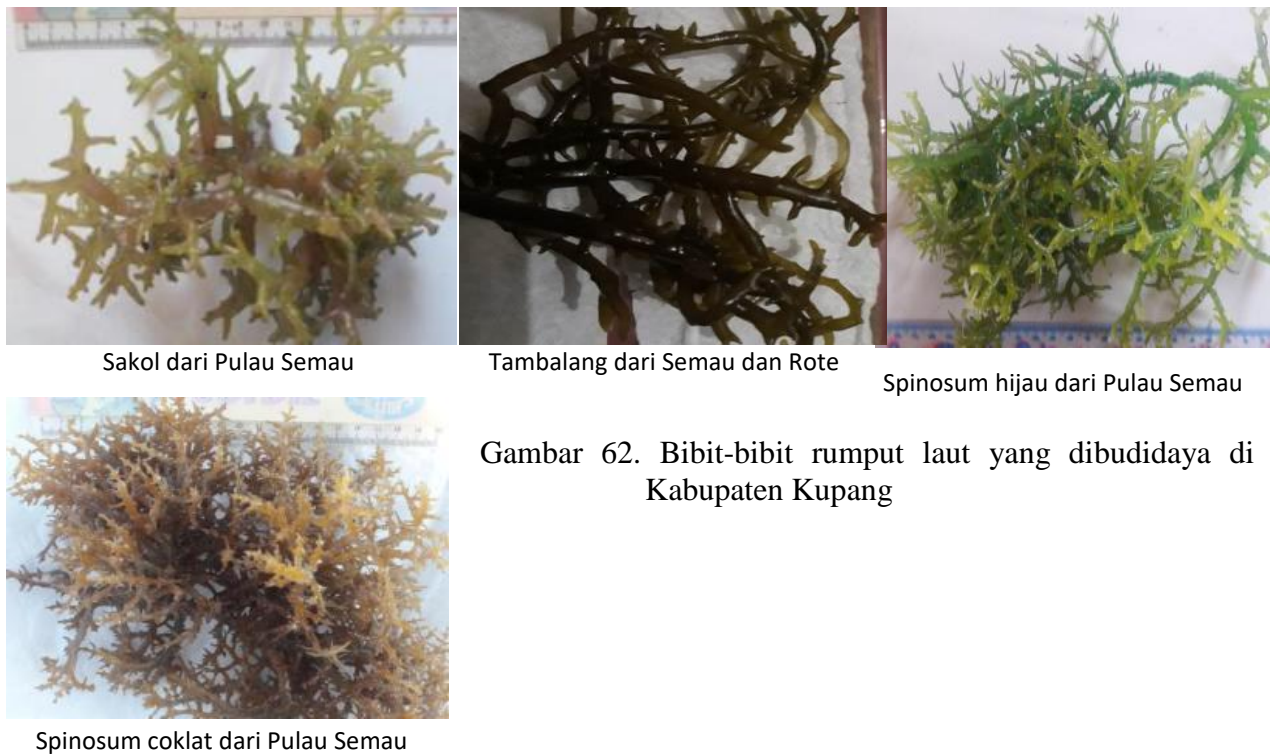 Sakol dari Pulau Semau
Tambalang dari Semau dan Rote
Spinosum hijau dari Pulau Semau
Gambar 62. Bibit-bibit rumput laut yang dibudidaya di
Kabupaten Kupang
Spinosum coklat dari Pulau Semau